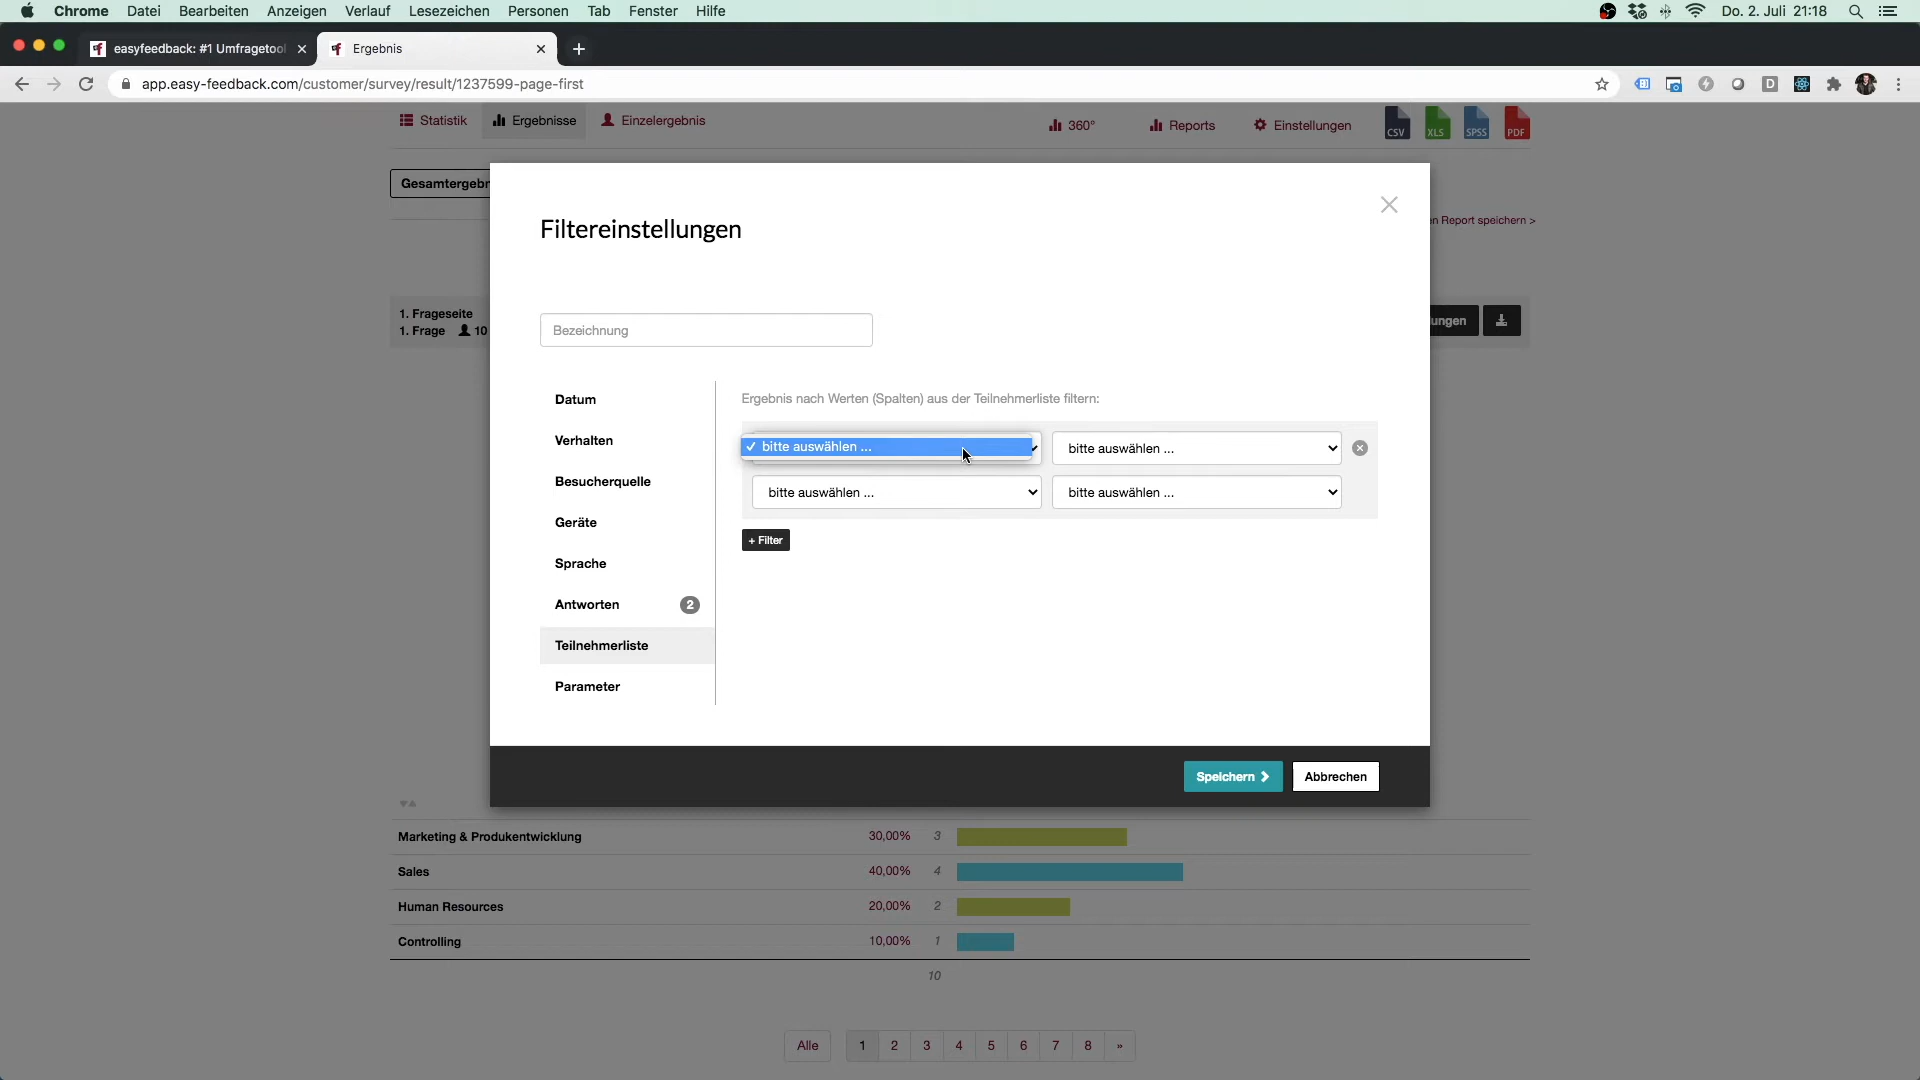 Chrome Datei Bearbeiten Anzeigen Verlauf Lesezeichen Personen Tab Fenster Hilfe Do. 2. Juli 21:18
easyfeedback: #1 Umfragetool Ergebnis
app.easy-feedback.com/customer/survey/result/1237599-page-first
Statistik Ergebnisse Einzelergebnis 360° Reports Einstellungen CSV XLS SPSS PDF
Gesamtergebn
Filtereinstellungen
n Report speichern >
Bezeichnung
1. Frageseite
1. Frage 10
ungen
Datum
Verhalten
Besucherquelle
Geräte
Sprache
Antworten 2
Teilnehmerliste
Parameter
Ergebnis nach Werten (Spalten) aus der Teilnehmerliste filtern:
✓ bitte auswählen ... bitte auswählen ...
bitte auswählen ... bitte auswählen ...
+ Filter
Speichern Abbrechen
Marketing & Produkentwicklung 30,00% 3
Sales 40,00% 4
Human Resources 20,00% 2
Controlling 10,00% 1
10
Alle 1 2 3 4 5 6 7 8 »